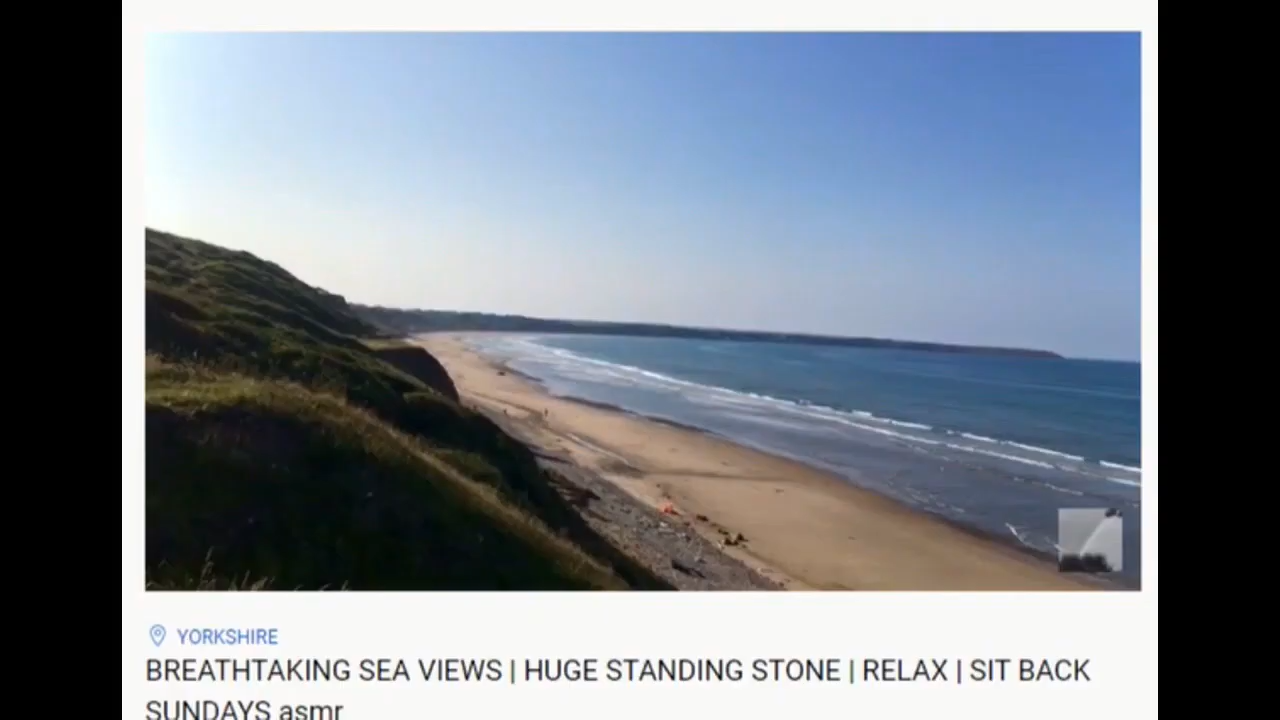 YORKSHIRE
BREATHTAKING SEA VIEWS | HUGE STANDING STONE | RELAX | SIT BACK
SUNDAYS asmr